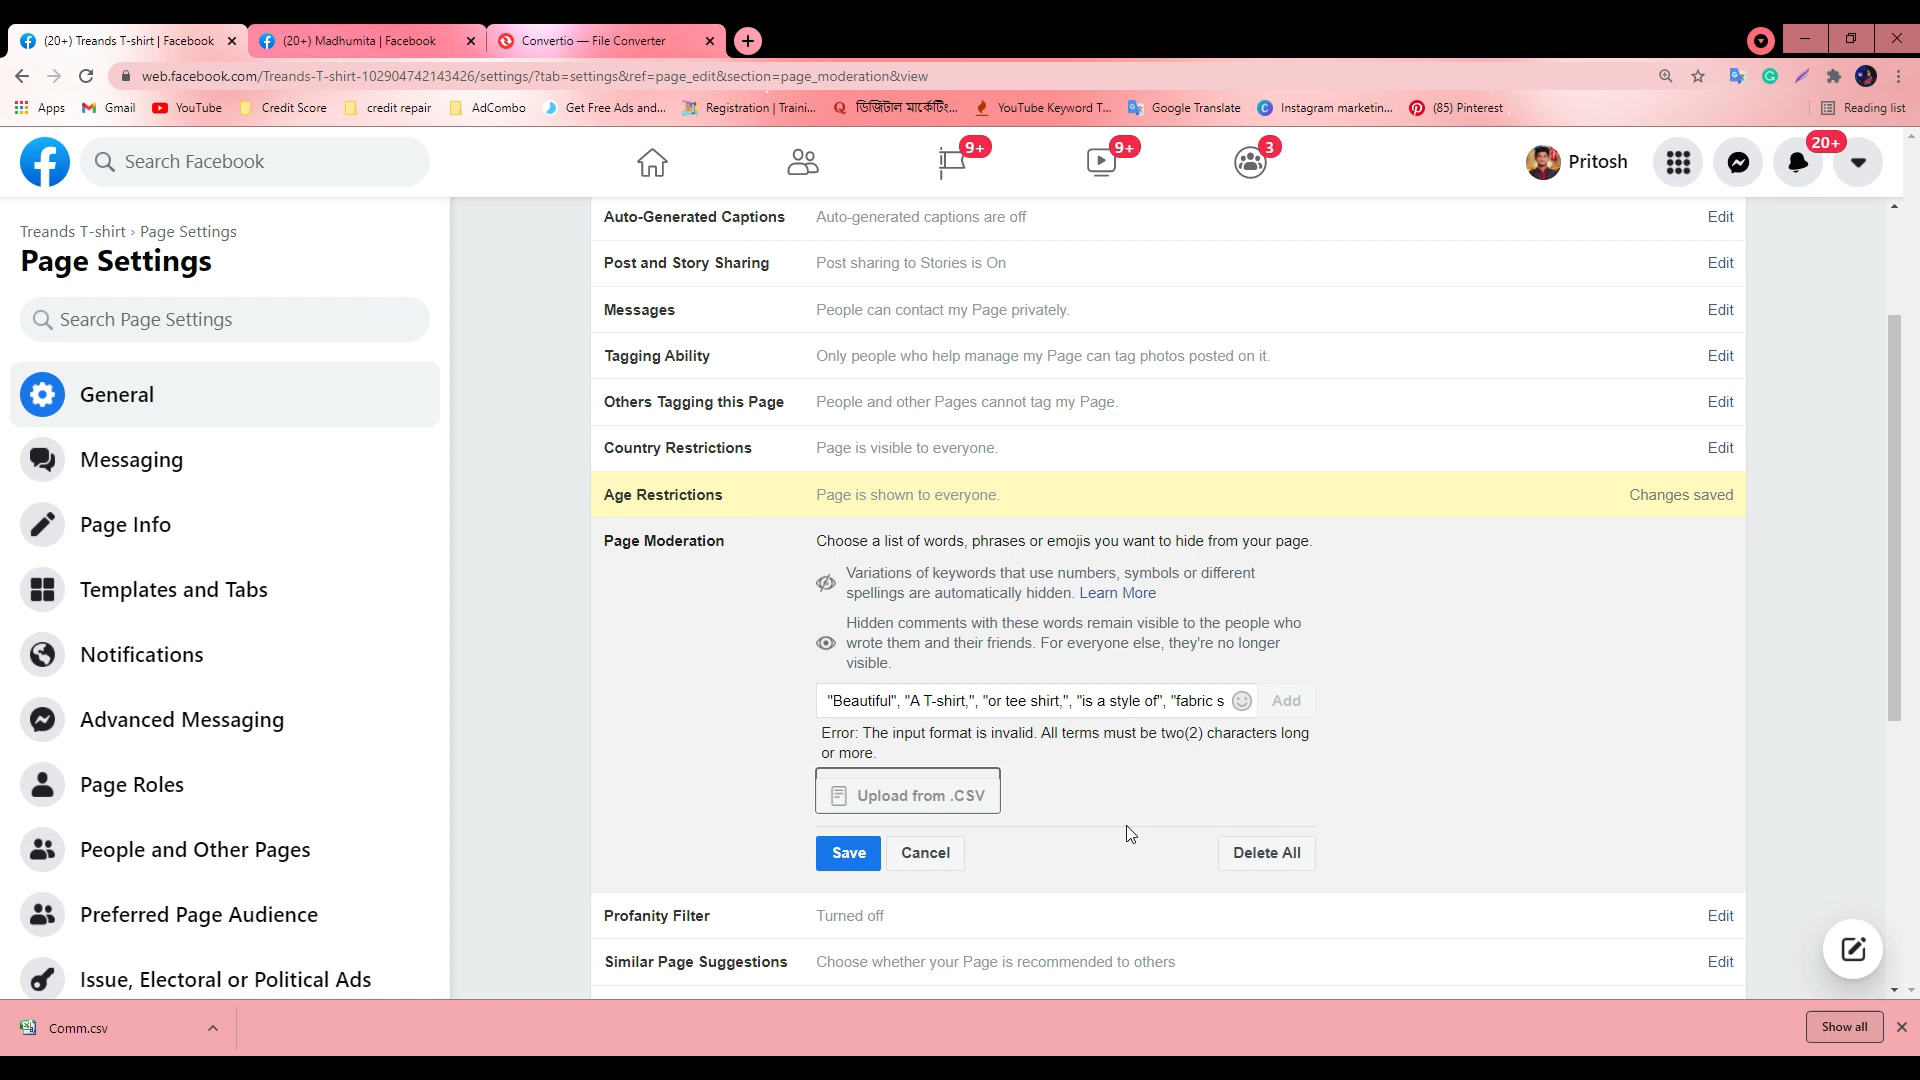 (20+) Treands T-shirt | Facebook
(20+) Madhumita | Facebook
Convertio — File Converter
web.facebook.com/Treands-T-shirt-102904742143426/settings/?tab=settings&ref=page_edit&section=page_moderation&view
Apps
Gmail
YouTube
Credit Score
credit repair
AdCombo
Get Free Ads and...
Registration | Traini...
ডিজিটাল মার্কেটিং...
YouTube Keyword T...
Google Translate
Instagram marketin...
(85) Pinterest
Reading list
Search Facebook
9+
9+
3
Pritosh
20+
Treands T-shirt › Page Settings
Page Settings
Search Page Settings
General
Messaging
Page Info
Templates and Tabs
Notifications
Advanced Messaging
Page Roles
People and Other Pages
Preferred Page Audience
Issue, Electoral or Political Ads
Auto-Generated Captions Auto-generated captions are off Edit
Post and Story Sharing Post sharing to Stories is On Edit
Messages People can contact my Page privately. Edit
Tagging Ability Only people who help manage my Page can tag photos posted on it. Edit
Others Tagging this Page People and other Pages cannot tag my Page. Edit
Country Restrictions Page is visible to everyone. Edit
Age Restrictions Page is shown to everyone. Changes saved
Page Moderation Choose a list of words, phrases or emojis you want to hide from your page.
Variations of keywords that use numbers, symbols or different
spellings are automatically hidden. Learn More
Hidden comments with these words remain visible to the people who
wrote them and their friends. For everyone else, they're no longer
visible.
"Beautiful", "A T-shirt,", "or tee shirt,", "is a style of", "fabric s Add
Error: The input format is invalid. All terms must be two(2) characters long
or more.
Upload from .CSV
Save Cancel Delete All
Profanity Filter Turned off Edit
Similar Page Suggestions Choose whether your Page is recommended to others Edit
Comm.csv
Show all